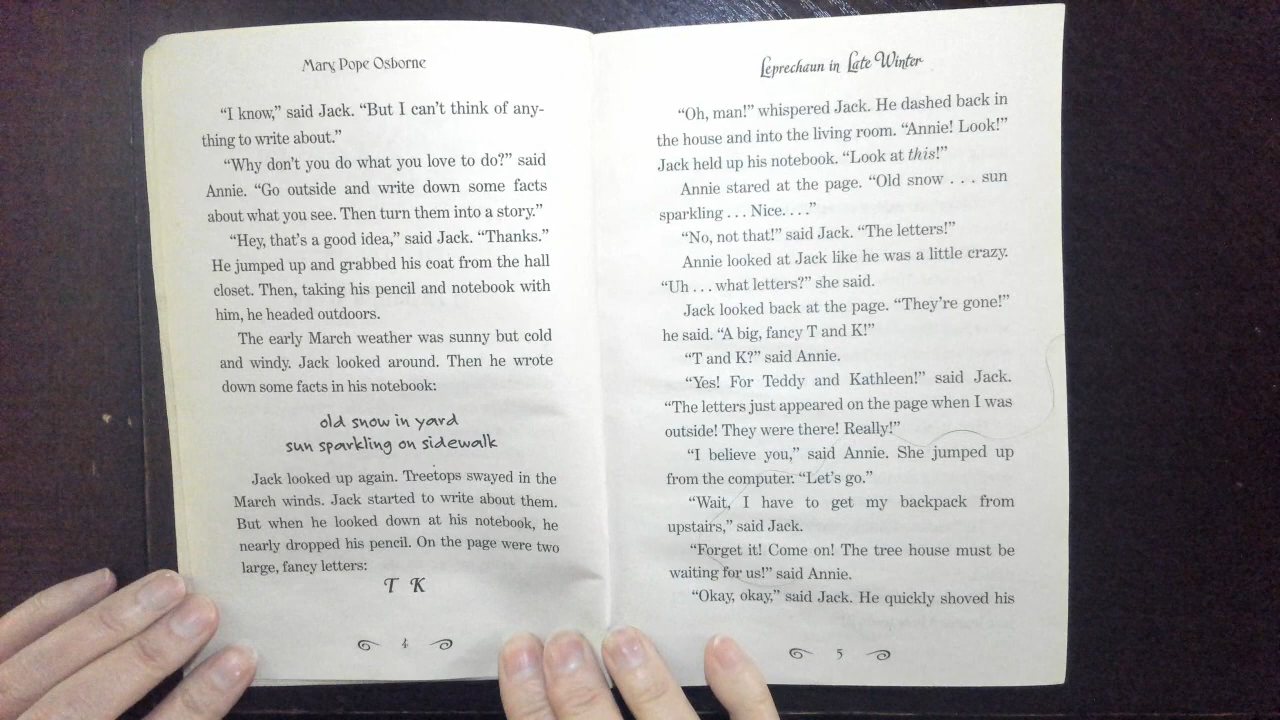 Mary Pope Osborne
“I know,” said Jack. “But I can’t think of any-
thing to write about.”
“Why don’t you do what you love to do?” said
Annie. “Go outside and write down some facts
about what you see. Then turn them into a story.”
“Hey, that’s a good idea,” said Jack. “Thanks.”
He jumped up and grabbed his coat from the hall
closet. Then, taking his pencil and notebook with
him, he headed outdoors.
The early March weather was sunny but cold
and windy. Jack looked around. Then he wrote
down some facts in his notebook:
old snow in yard
sun sparkling on sidewalk
Jack looked up again. Treetops swayed in the
March winds. Jack started to write about them.
But when he looked down at his notebook, he
nearly dropped his pencil. On the page were two
large, fancy letters:
T K
4
Leprechaun in Late Winter
“Oh, man!” whispered Jack. He dashed back in
the house and into the living room. “Annie! Look!”
Jack held up his notebook. “Look at this!”
Annie stared at the page. “Old snow . . . sun
sparkling . . . Nice. . . .”
“No, not that!” said Jack. “The letters!”
Annie looked at Jack like he was a little crazy.
“Uh . . . what letters?” she said.
Jack looked back at the page. “They’re gone!”
he said. “A big, fancy T and K!”
“T and K?” said Annie.
“Yes! For Teddy and Kathleen!” said Jack.
“The letters just appeared on the page when I was
outside! They were there! Really!”
“I believe you,” said Annie. She jumped up
from the computer. “Let’s go.”
“Wait, I have to get my backpack from
upstairs,” said Jack.
“Forget it! Come on! The tree house must be
waiting for us!” said Annie.
“Okay, okay,” said Jack. He quickly shoved his
5